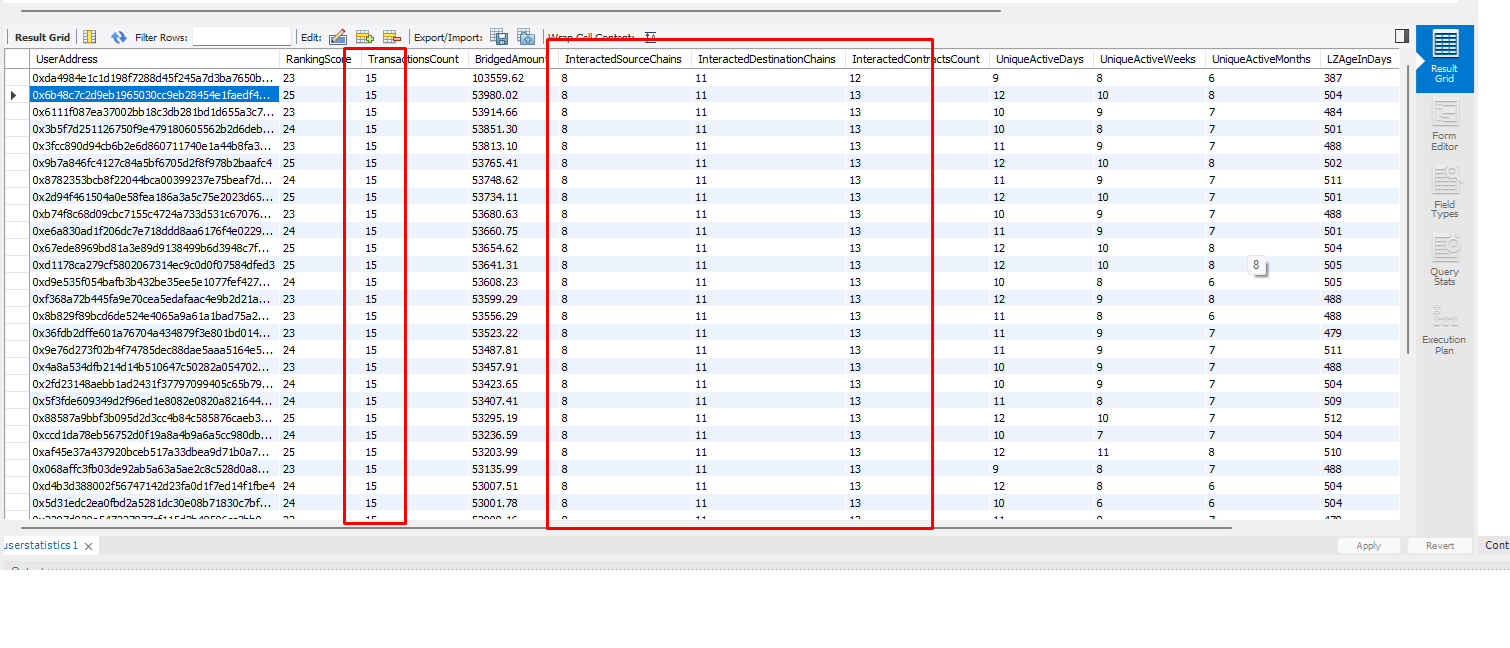 Result Grid Filter Rows: Edit: Export/Import: Wrap Cell Content:
UserAddress RankingScore TransactionsCount BridgedAmount InteractedSourceChains InteractedDestinationChains InteractedContractsCount UniqueActiveDays UniqueActiveWeeks UniqueActiveMonths LZAgeInDays
0xda4984e1c1d198f7288d45f245a7d3ba7650b... 23 15 103559.62 8 11 12 9 8 6 387
0x6b48c7c2d9eb1965030cc9eb28454e1faedf4... 25 15 53980.02 8 11 13 12 10 8 504
0x6111f087ea37002bb18c3db281bd1d655a3c7... 23 15 53914.66 8 11 13 10 9 7 484
0x3b5f7d251126750f9e479180605562b2d6deb... 24 15 53851.30 8 11 13 10 8 7 501
0x3fcc890d94cb6b2e6d860711740e1a44b8fa3... 23 15 53813.10 8 11 13 11 9 7 488
0x9b7a846fc4127c84a5bf6705d2f8f978b2baafc4 25 15 53765.41 8 11 13 12 10 8 502
0x8782353bcb8f22044bca00399237e75beaf7d... 24 15 53748.62 8 11 13 11 9 7 511
0x2d94f461504a0e58fea186a3a5c75e2023d65... 25 15 53734.11 8 11 13 12 10 7 501
0xb74f8c68d09cbc7155c4724a733d531c67076... 23 15 53680.63 8 11 13 10 9 7 488
0xe6a830ad1f206dc7e718ddd8aa6176f4e0229... 24 15 53660.75 8 11 13 11 9 7 501
0x67ede8969bd81a3e89d9138499b6d3948c7f... 25 15 53654.62 8 11 13 12 10 8 504
0xd1178ca279cf5802067314ec9c0d0f07584dfed3 25 15 53641.31 8 11 13 12 10 8 505
8
0xd9e535f054bafb3b432be35ee5e1077fef427... 24 15 53608.23 8 11 13 10 8 6 505
0xf368a72b445fa9e70cea5edafaac4e9b2d21a... 23 15 53599.29 8 11 13 12 9 8 488
0x8b829f89bcd6de524e4065a9a61a1bad75a2... 23 15 53556.29 8 11 13 11 8 6 488
0x36fdb2dffe601a76704a434879f3e801bd014... 23 15 53523.22 8 11 13 11 9 7 479
0x9e76d273f02b4f74785dec88dae5aaa5164e5... 24 15 53487.81 8 11 13 11 9 7 511
0x4a8a534dfb214d14b510647c50282a054702... 23 15 53457.91 8 11 13 10 9 7 488
0x2fd23148aebb1ad2431f37797099405c65b79... 24 15 53423.65 8 11 13 10 9 7 504
0x5f3fde609349d2f96ed1e8082e0820a821644... 24 15 53407.41 8 11 13 11 8 7 509
0x88587a9bbf3b095d2d3cc4b84c585876caeb3... 25 15 53295.19 8 11 13 12 10 7 512
0xccd1da78eb56752d0f19a8a4b9a6a5cc980db... 24 15 53236.59 8 11 13 10 7 7 504
0xaf45e37a437920bceb517a33dbea9d71b0a7... 25 15 53203.99 8 11 13 12 11 8 510
0x068affc3fb03de92ab5a63a5ae2c8c528d0a8... 23 15 53135.99 8 11 13 9 8 7 488
0xd4b3d388002f56747142d23fa0d1f7ed14f1fbe4 24 15 53007.51 8 11 13 12 8 6 504
0x5d31edc2ea0fbd2a5281dc30e08b71830c7bf... 24 15 53001.78 8 11 13 10 6 6 504
userstatistics 1
Apply Revert Cont
Result
Grid
Form
Editor
Field
Types
Query
Stats
Execution
Plan